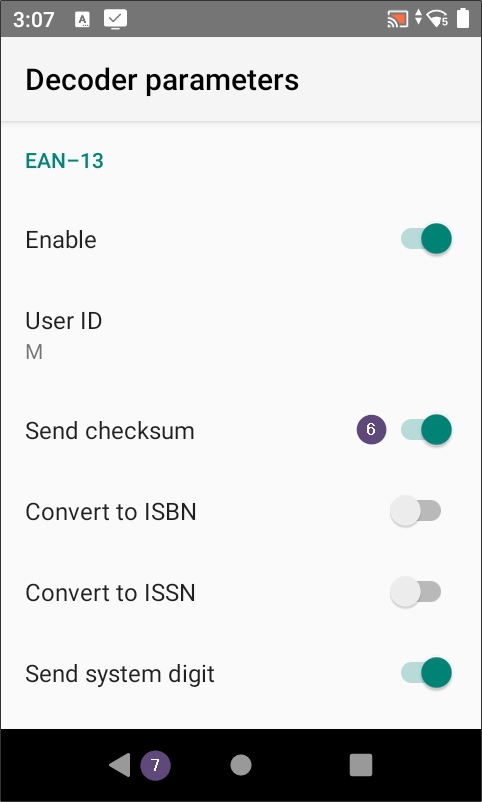 3:07 A 5
Decoder parameters
EAN–13
Enable
User ID
M
Send checksum 6
Convert to ISBN
Convert to ISSN
Send system digit
7